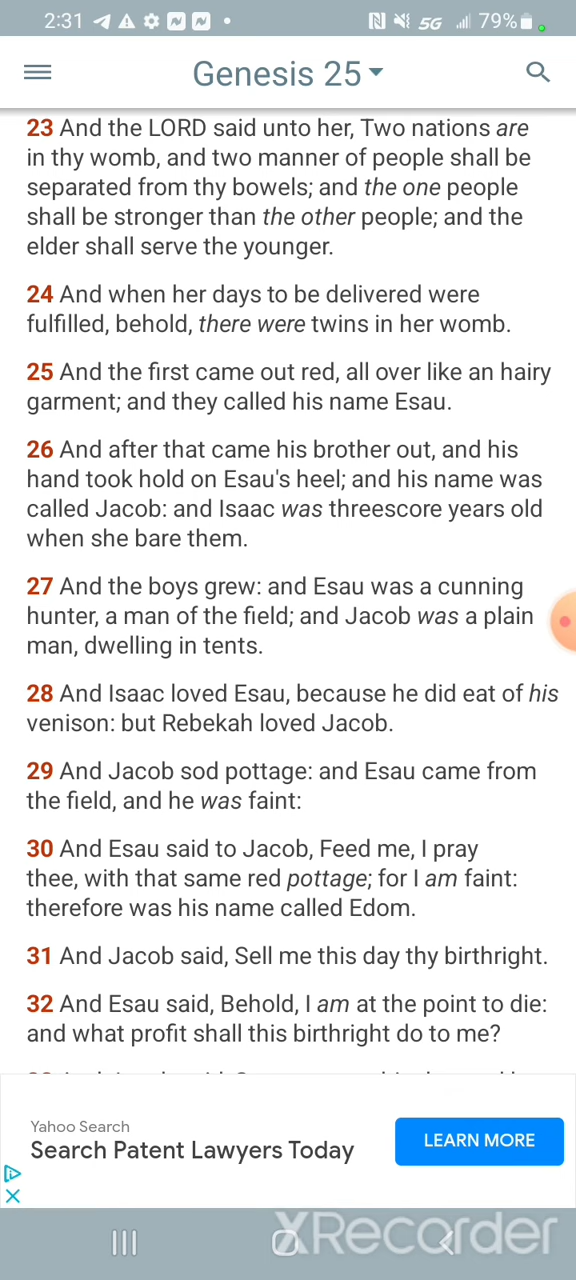 2:31 5G 79%
Genesis 25
23 And the LORD said unto her, Two nations are
in thy womb, and two manner of people shall be
separated from thy bowels; and the one people
shall be stronger than the other people; and the
elder shall serve the younger.
24 And when her days to be delivered were
fulfilled, behold, there were twins in her womb.
25 And the first came out red, all over like an hairy
garment; and they called his name Esau.
26 And after that came his brother out, and his
hand took hold on Esau's heel; and his name was
called Jacob: and Isaac was threescore years old
when she bare them.
27 And the boys grew: and Esau was a cunning
hunter, a man of the field; and Jacob was a plain
man, dwelling in tents.
28 And Isaac loved Esau, because he did eat of his
venison: but Rebekah loved Jacob.
29 And Jacob sod pottage: and Esau came from
the field, and he was faint:
30 And Esau said to Jacob, Feed me, I pray
thee, with that same red pottage; for I am faint:
therefore was his name called Edom.
31 And Jacob said, Sell me this day thy birthright.
32 And Esau said, Behold, I am at the point to die:
and what profit shall this birthright do to me?
Yahoo Search
Search Patent Lawyers Today
LEARN MORE
XRecorder